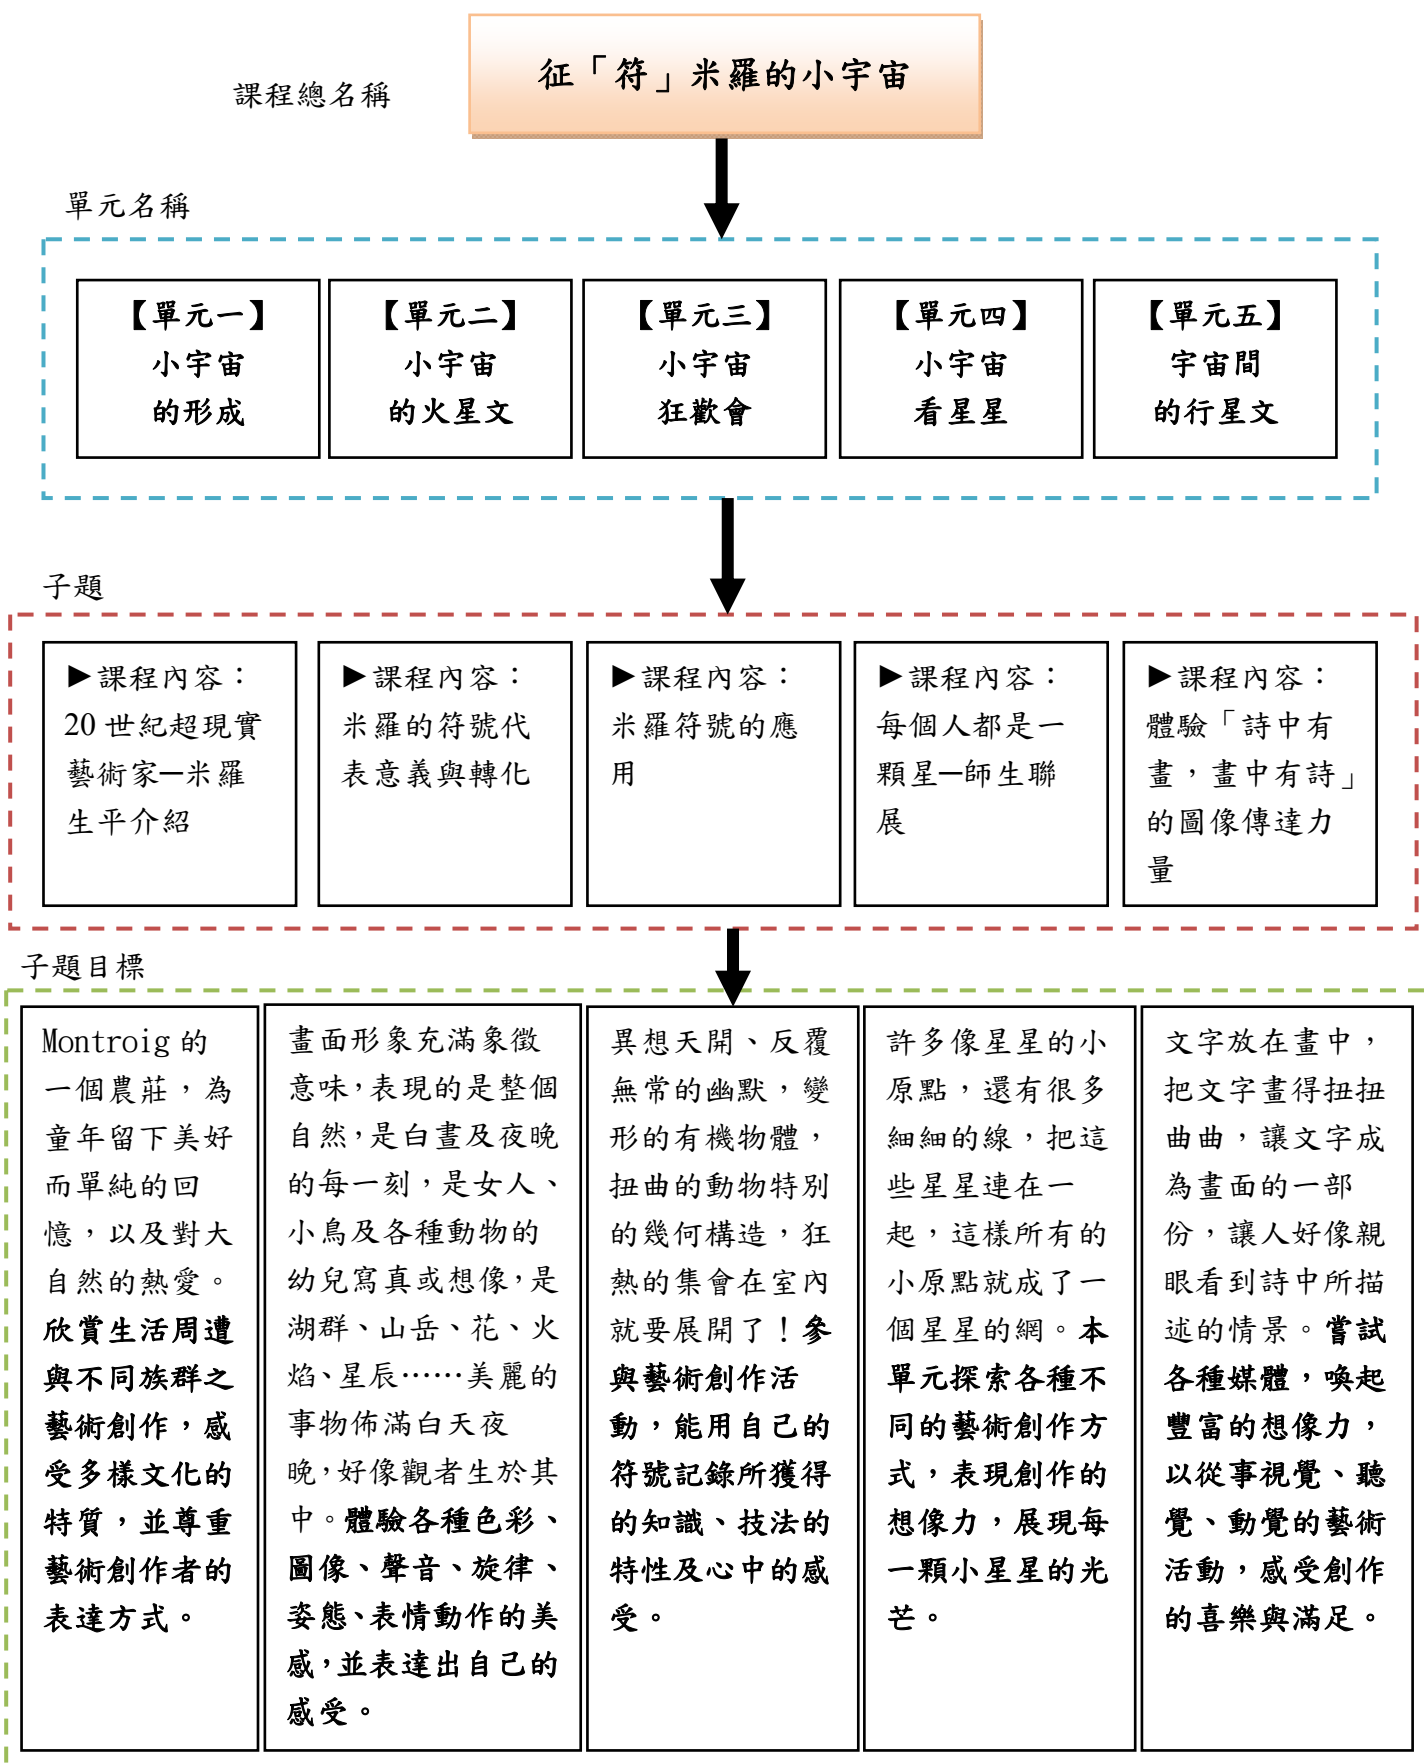 征「符」米羅的小宇宙
課程總名稱
單元名稱
【單元一】
小宇宙
的形成
【單元二】
小宇宙
的火星文
【單元三】
小宇宙
狂歡會
【單元四】
小宇宙
看星星
【單元五】
宇宙間
的行星文
子題
►課程內容：
20 世紀超現實
藝術家─米羅
生平介紹
►課程內容：
米羅的符號代
表意義與轉化
►課程內容：
米羅符號的應
用
►課程內容：
每個人都是一
顆星─師生聯
展
►課程內容：
體驗「詩中有
畫，畫中有詩」
的圖像傳達力
量
子題目標
Montroig 的
一個農莊，為
童年留下美好
而單純的回
憶，以及對大
自然的熱愛。
欣賞生活周遭
與不同族群之
藝術創作，感
受多樣文化的
特質，並尊重
藝術創作者的
表達方式。
畫面形象充滿象徵
意味，表現的是整個
自然，是白晝及夜晚
的每一刻，是女人、
小鳥及各種動物的
幼兒寫真或想像，是
湖群、山岳、花、火
焰、星辰……美麗的
事物佈滿白天夜
晚，好像觀者生於其
中。體驗各種色彩、
圖像、聲音、旋律、
姿態、表情動作的美
感，並表達出自己的
感受。
異想天開、反覆
無常的幽默，變
形的有機物體，
扭曲的動物特別
的幾何構造，狂
熱的集會在室內
就要展開了！參
與藝術創作活
動，能用自己的
符號記錄所獲得
的知識、技法的
特性及心中的感
受。
許多像星星的小
原點，還有很多
細細的線，把這
些星星連在一
起，這樣所有的
小原點就成了一
個星星的網。本
單元探索各種不
同的藝術創作方
式，表現創作的
想像力，展現每
一顆小星星的光
芒。
文字放在畫中，
把文字畫得扭扭
曲曲，讓文字成
為畫面的一部
份，讓人好像親
眼看到詩中所描
述的情景。嘗試
各種媒體，喚起
豐富的想像力，
以從事視覺、聽
覺、動覺的藝術
活動，感受創作
的喜樂與滿足。